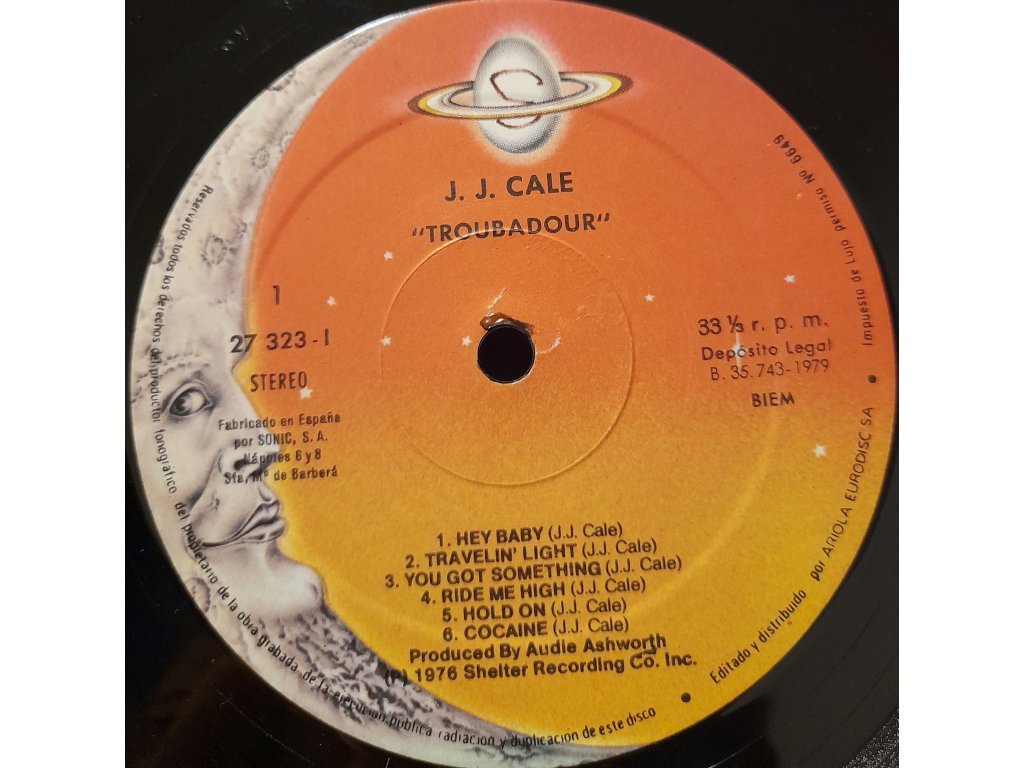 S
J. J. CALE
"TROUBADOUR"
1
27 323-I
STEREO
Fabricado en España
por SONIC, S. A.
Nápoles 6 y 8
Sta. Mª de Barberá
33 ⅓ r. p. m.
Depósito Legal
B. 35.743-1979
BIEM
1. HEY BABY (J.J. Cale)
2. TRAVELIN' LIGHT (J.J. Cale)
3. YOU GOT SOMETHING (J.J. Cale)
4. RIDE ME HIGH (J.J. Cale)
5. HOLD ON (J.J. Cale)
6. COCAINE (J.J. Cale)
Produced By Audie Ashworth
(P) 1976 Shelter Recording Co. Inc.
Reservados todos los derechos del productor fonográfico, del propietario de la obra grabada, de la ejecución pública radiación y duplicación de este disco
Editado y distribuido por ARIOLA EURODISC SA
Impuesto de Lujo permiso Nº 6649